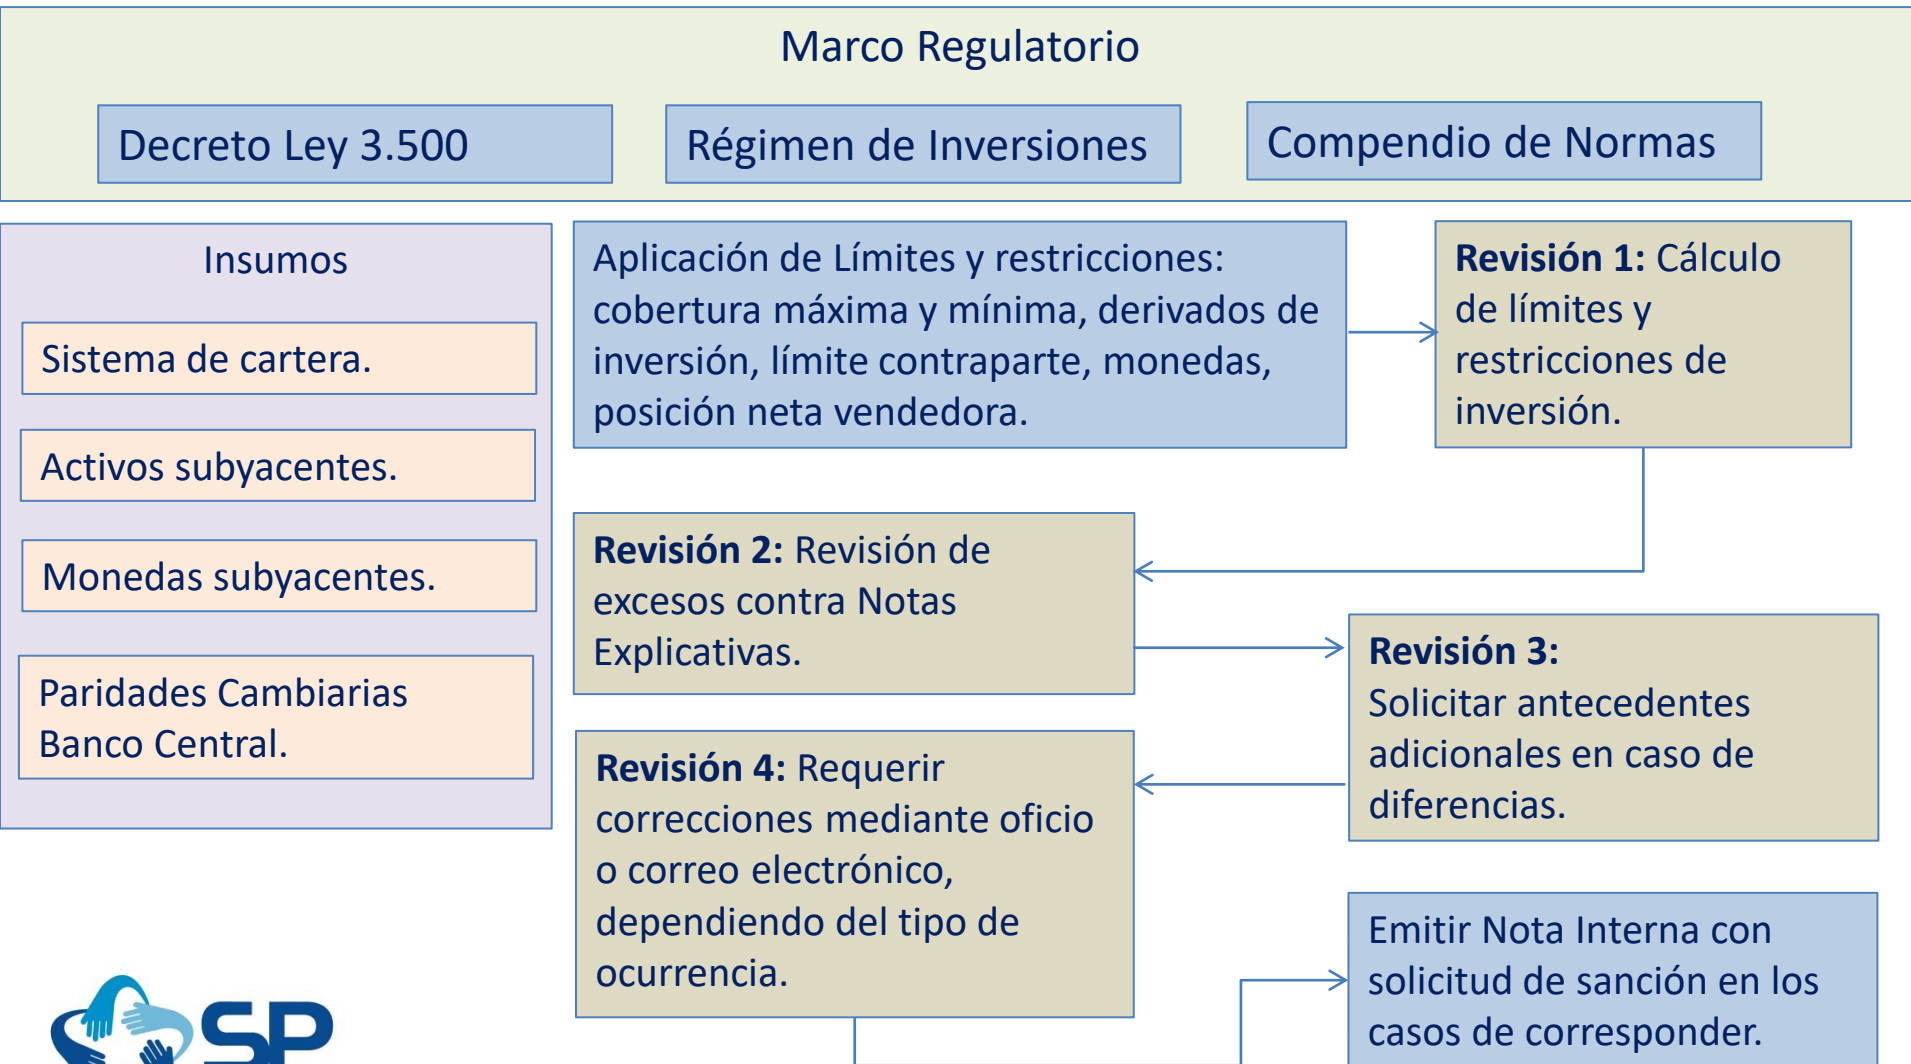 Marco Regulatorio
Decreto Ley 3.500
Régimen de Inversiones
Compendio de Normas
Insumos
Sistema de cartera.
Activos subyacentes.
Monedas subyacentes.
Paridades Cambiarias
Banco Central.
Aplicación de Límites y restricciones:
cobertura máxima y mínima, derivados de
inversión, límite contraparte, monedas,
posición neta vendedora.
Revisión 1: Cálculo
de límites y
restricciones de
inversión.
Revisión 2: Revisión de
excesos contra Notas
Explicativas.
Revisión 3:
Solicitar antecedentes
adicionales en caso de
diferencias.
Revisión 4: Requerir
correcciones mediante oficio
o correo electrónico,
dependiendo del tipo de
ocurrencia.
Emitir Nota Interna con
solicitud de sanción en los
casos de corresponder.
SP